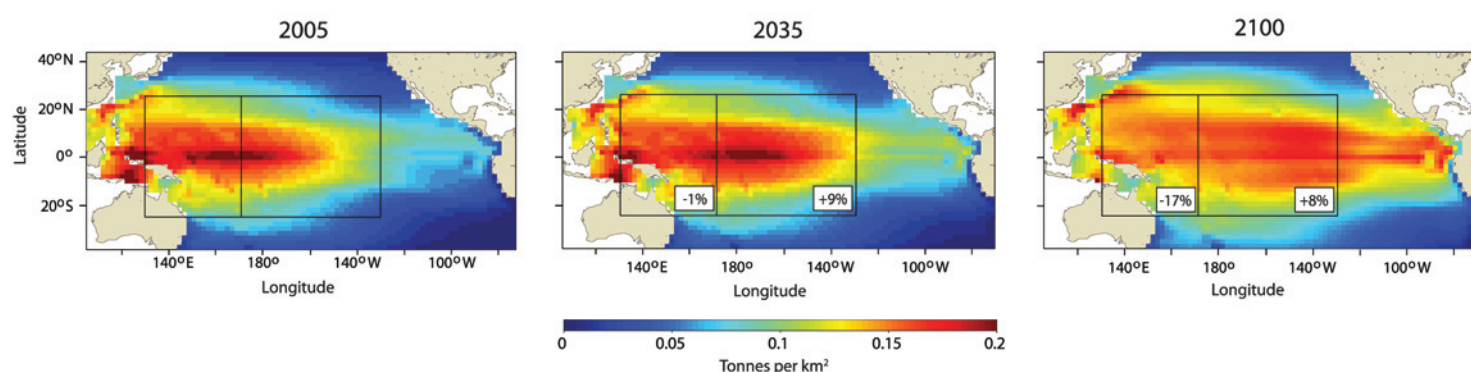 2005
2035
2100
40°N
20°N
0°
20°S
Latitude
-1%
+9%
-17%
+8%
140°E
180°
140°W
100°W
140°E
180°
140°W
100°W
140°E
180°
140°W
100°W
Longitude
Longitude
Longitude
0
0.05
0.1
0.15
0.2
Tonnes per km²